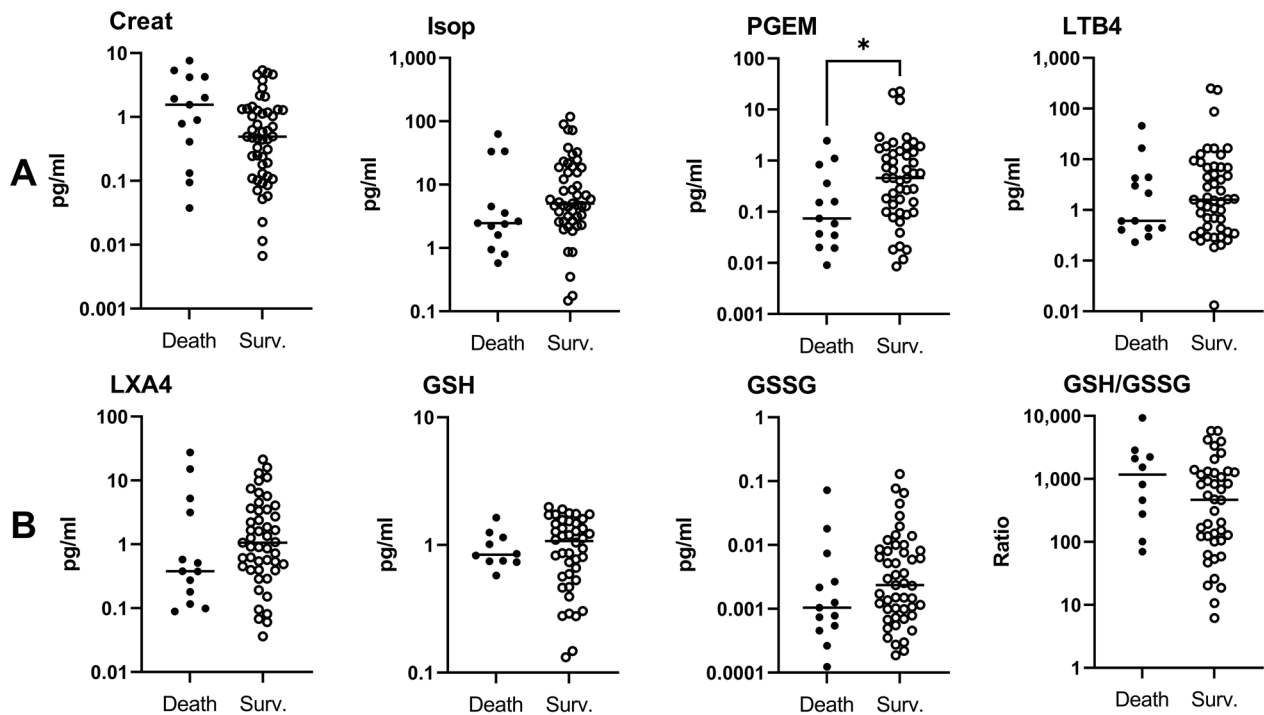 A
Creat
pg/ml
10
1
0.1
0.01
0.001
Death Surv.
Isop
pg/ml
1,000
100
10
1
0.1
Death Surv.
PGEM
pg/ml
*
100
10
1
0.1
0.01
0.001
Death Surv.
LTB4
pg/ml
1,000
100
10
1
0.1
0.01
Death Surv.
B
LXA4
pg/ml
100
10
1
0.1
0.01
Death Surv.
GSH
pg/ml
10
1
0.1
Death Surv.
GSSG
pg/ml
1
0.1
0.01
0.001
0.0001
Death Surv.
GSH/GSSG
Ratio
10,000
1,000
100
10
1
Death Surv.